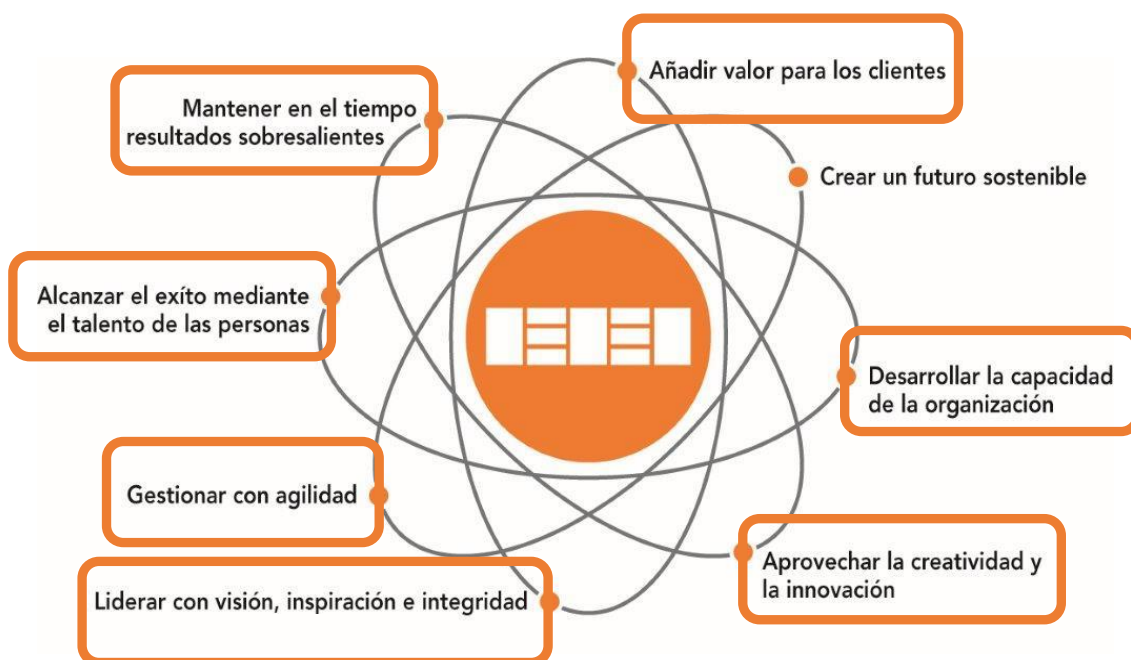 Añadir valor para los clientes
Mantener en el tiempo
resultados sobresalientes
Crear un futuro sostenible
Alcanzar el exíto mediante
el talento de las personas
Desarrollar la capacidad
de la organización
Gestionar con agilidad
Aprovechar la creatividad y
la innovación
Liderar con visión, inspiración e integridad